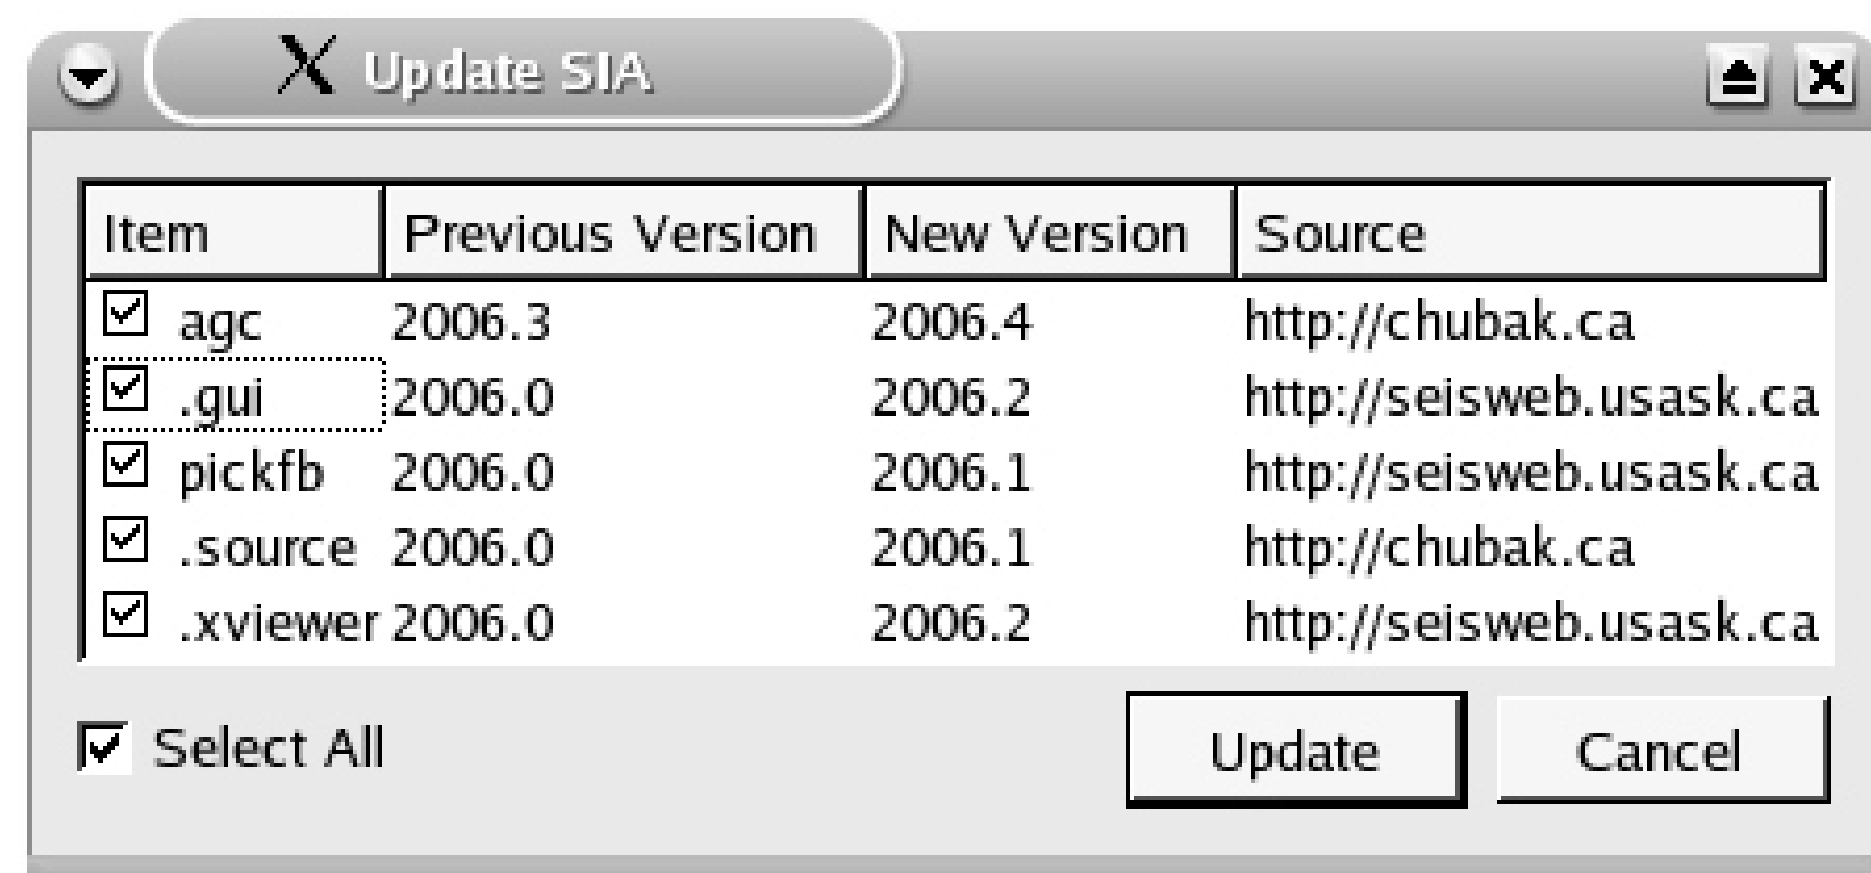 Update SIA
Item Previous Version New Version Source
agc 2006.3 2006.4 http://chubak.ca
.gui 2006.0 2006.2 http://seisweb.usask.ca
pickfb 2006.0 2006.1 http://seisweb.usask.ca
.source 2006.0 2006.1 http://chubak.ca
.xviewer 2006.0 2006.2 http://seisweb.usask.ca
Select All Update Cancel